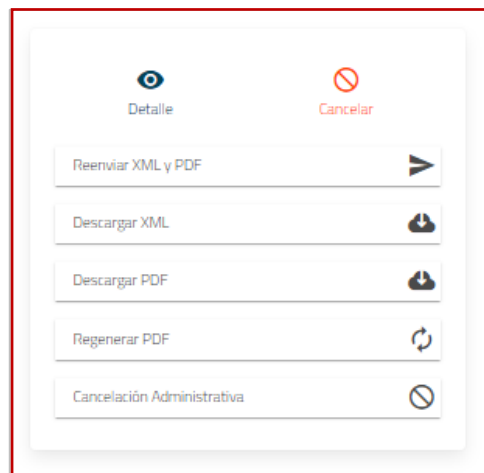 Detalle
Cancelar
Reenviar XML y PDF
Descargar XML
Descargar PDF
Regenerar PDF
Cancelación Administrativa